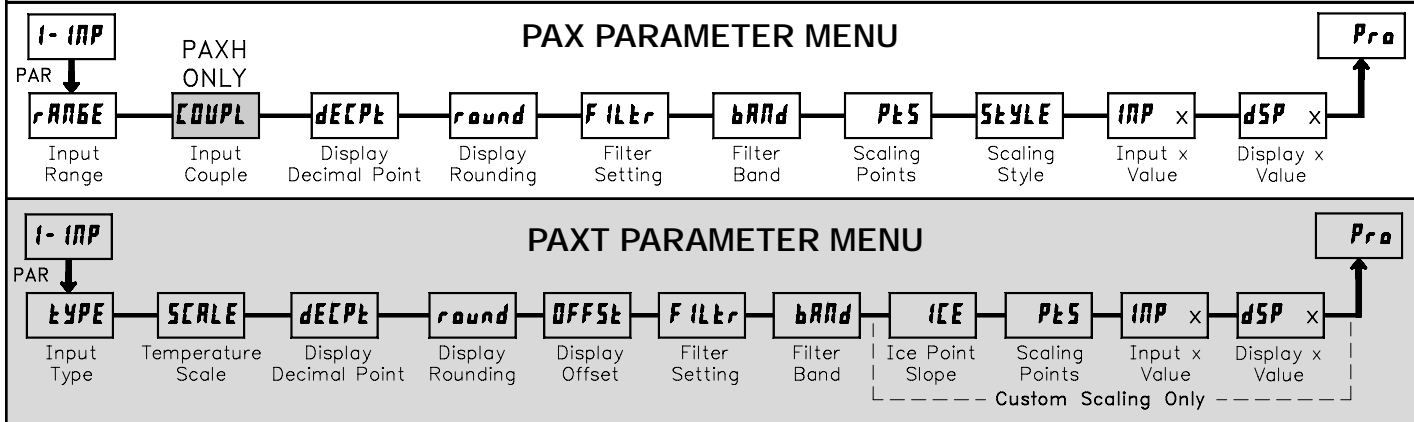 PAX PARAMETER MENU
1-INP
Pro
PAR
PAXH
ONLY
rANGE
COUPL
dECPt
round
FILtr
bANd
PtS
StYLE
INP x
dSP x
Input
Range
Input
Couple
Display
Decimal Point
Display
Rounding
Filter
Setting
Filter
Band
Scaling
Points
Scaling
Style
Input x
Value
Display x
Value
PAXT PARAMETER MENU
1-INP
Pro
PAR
tYPE
SCALE
dECPt
round
OFFSt
FILtr
bANd
ICE
PtS
INP x
dSP x
Input
Type
Temperature
Scale
Display
Decimal Point
Display
Rounding
Display
Offset
Filter
Setting
Filter
Band
Ice Point
Slope
Scaling
Points
Input x
Value
Display x
Value
Custom Scaling Only